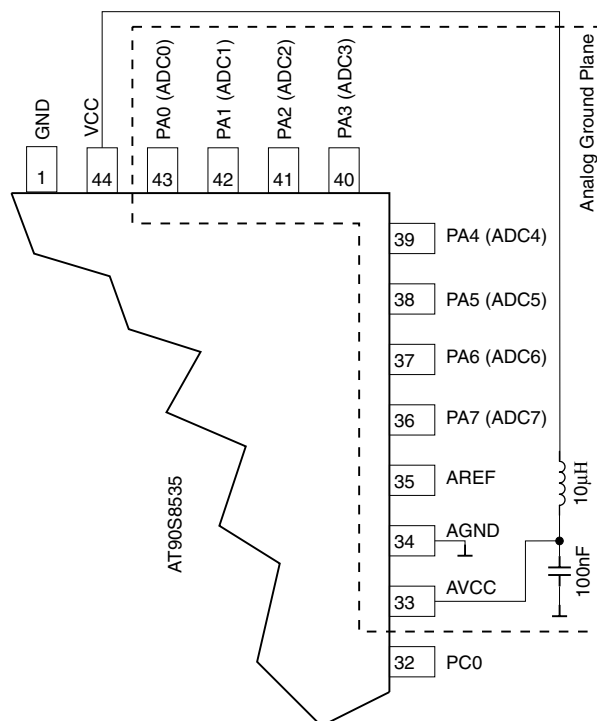 GND
VCC
PA0 (ADC0)
PA1 (ADC1)
PA2 (ADC2)
PA3 (ADC3)
Analog Ground Plane
1
44
43
42
41
40
39
PA4 (ADC4)
38
PA5 (ADC5)
37
PA6 (ADC6)
36
PA7 (ADC7)
35
AREF
10µH
34
AGND
AT90S8535
100nF
33
AVCC
32
PC0